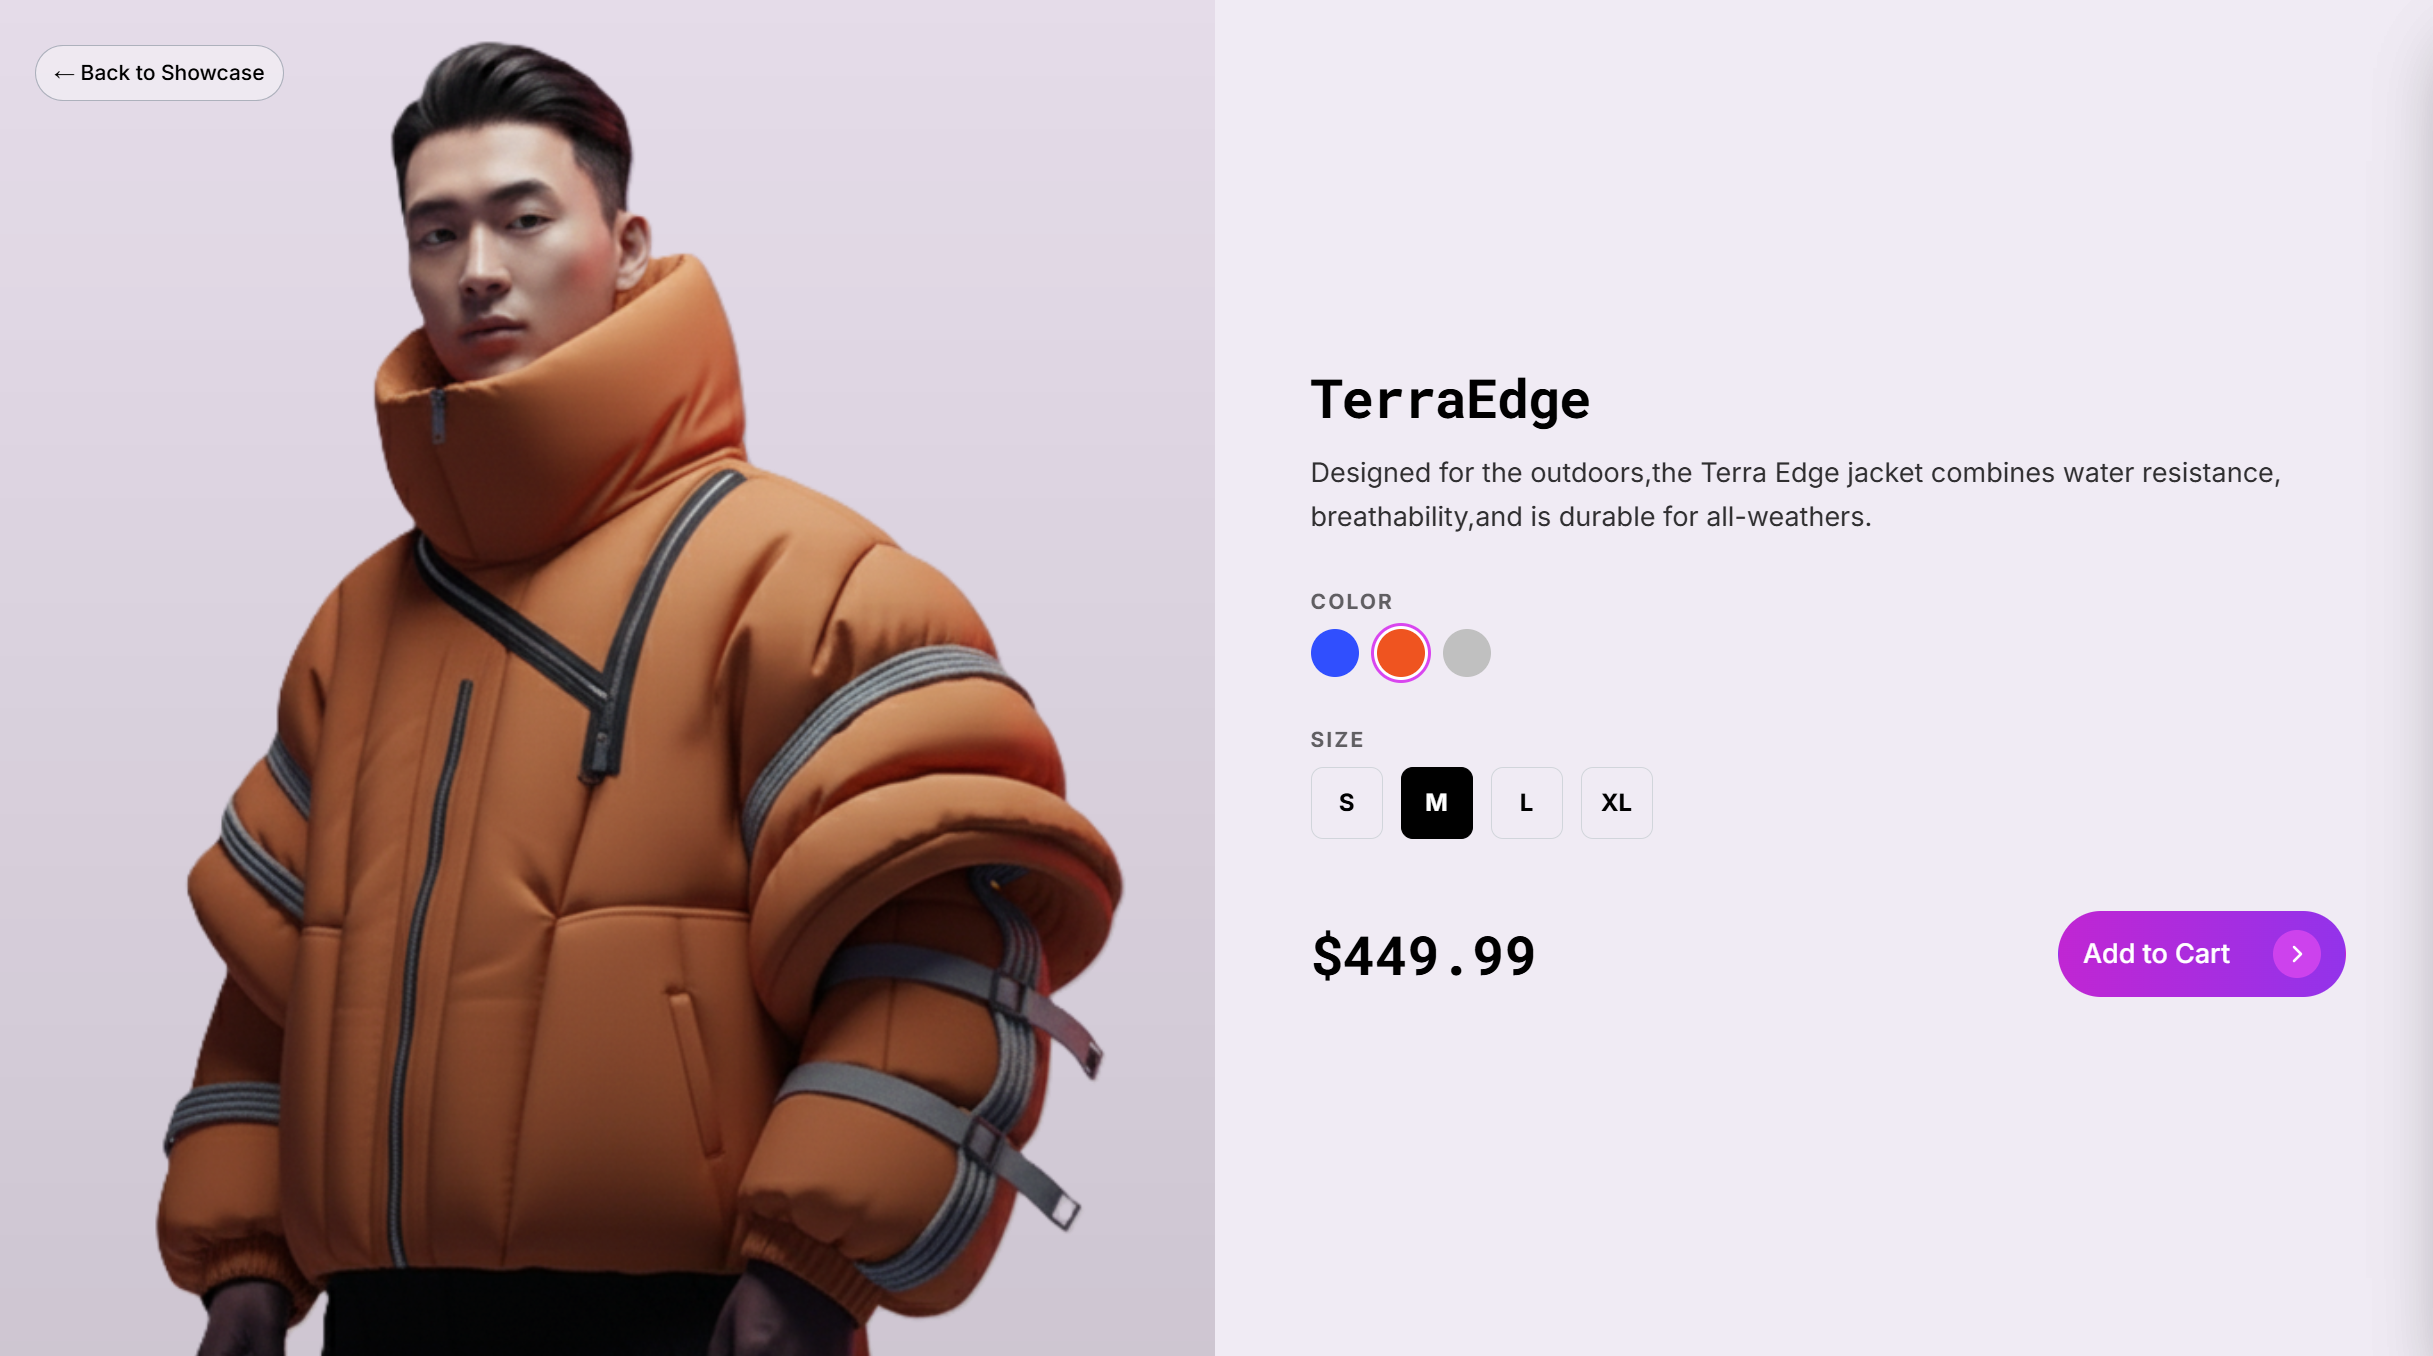 ← Back to Showcase
TerraEdge
Designed for the outdoors,the Terra Edge jacket combines water resistance,
breathability,and is durable for all-weathers.
COLOR
SIZE
S M L XL
$449.99
Add to Cart